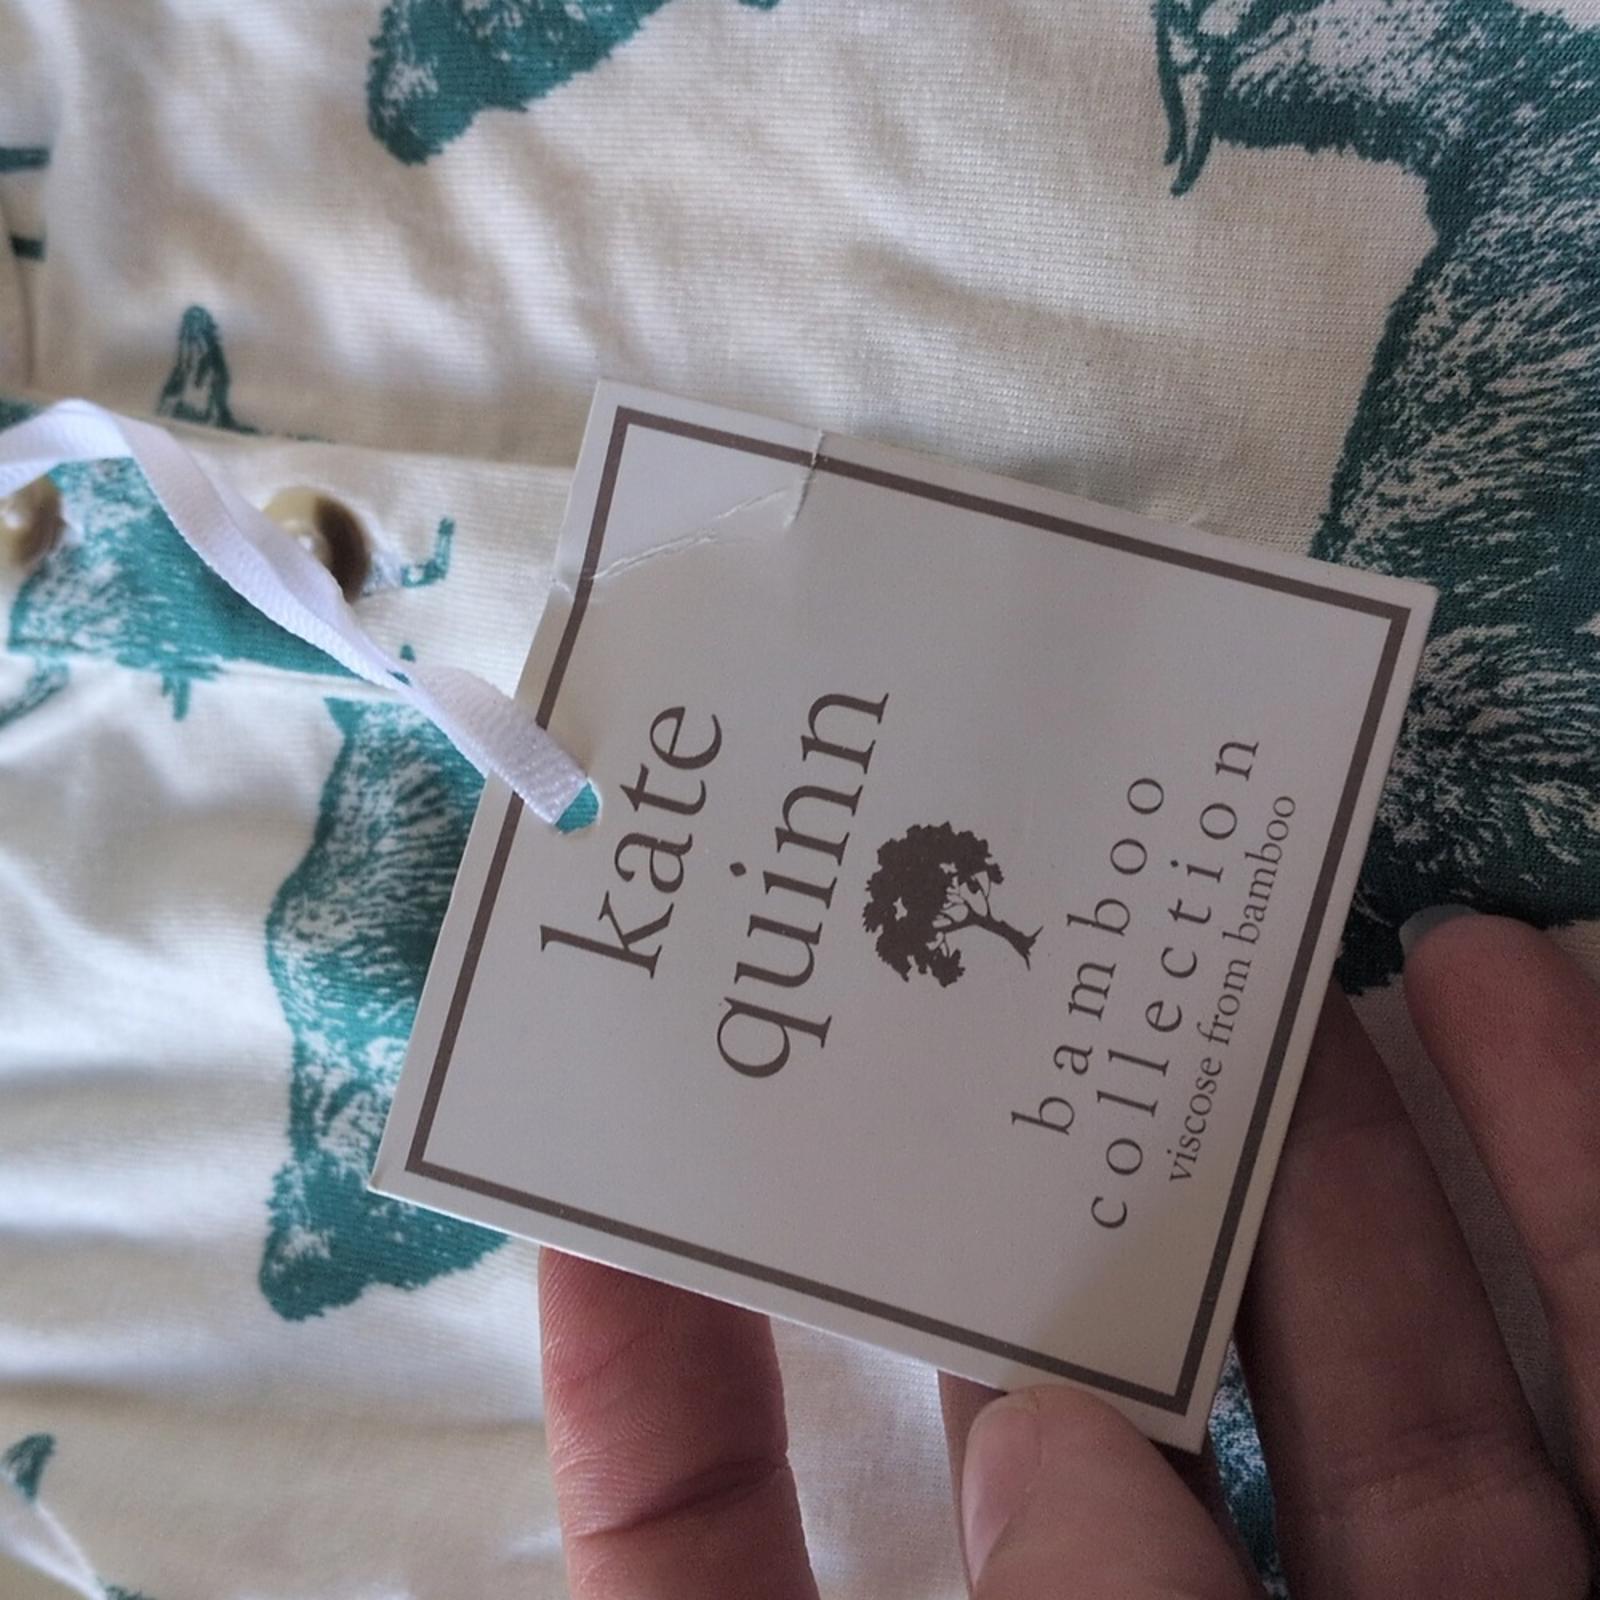 kate
quinn
bamboo
collection
viscose from bamboo